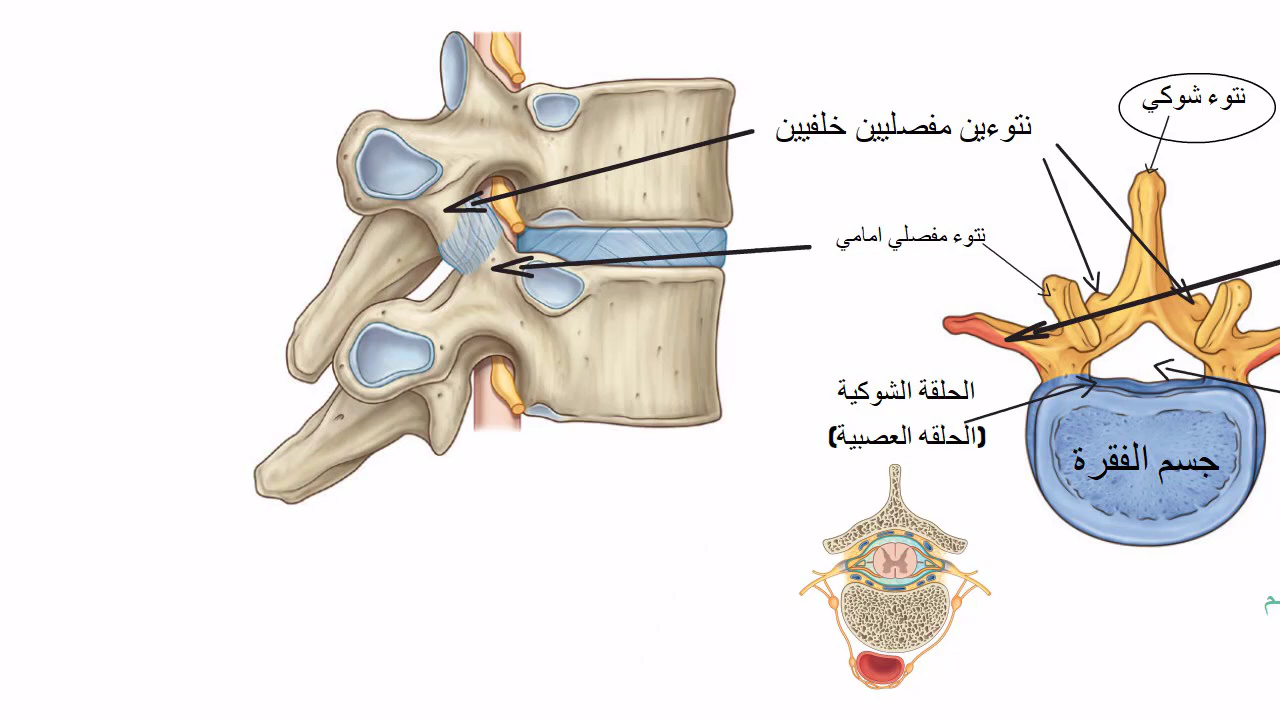 نتوء شوكي
نتوءين مفصليين خلفيين
نتوء مفصلي امامي
الحلقة الشوكية
(الحلقه العصبية)
جسم الفقرة